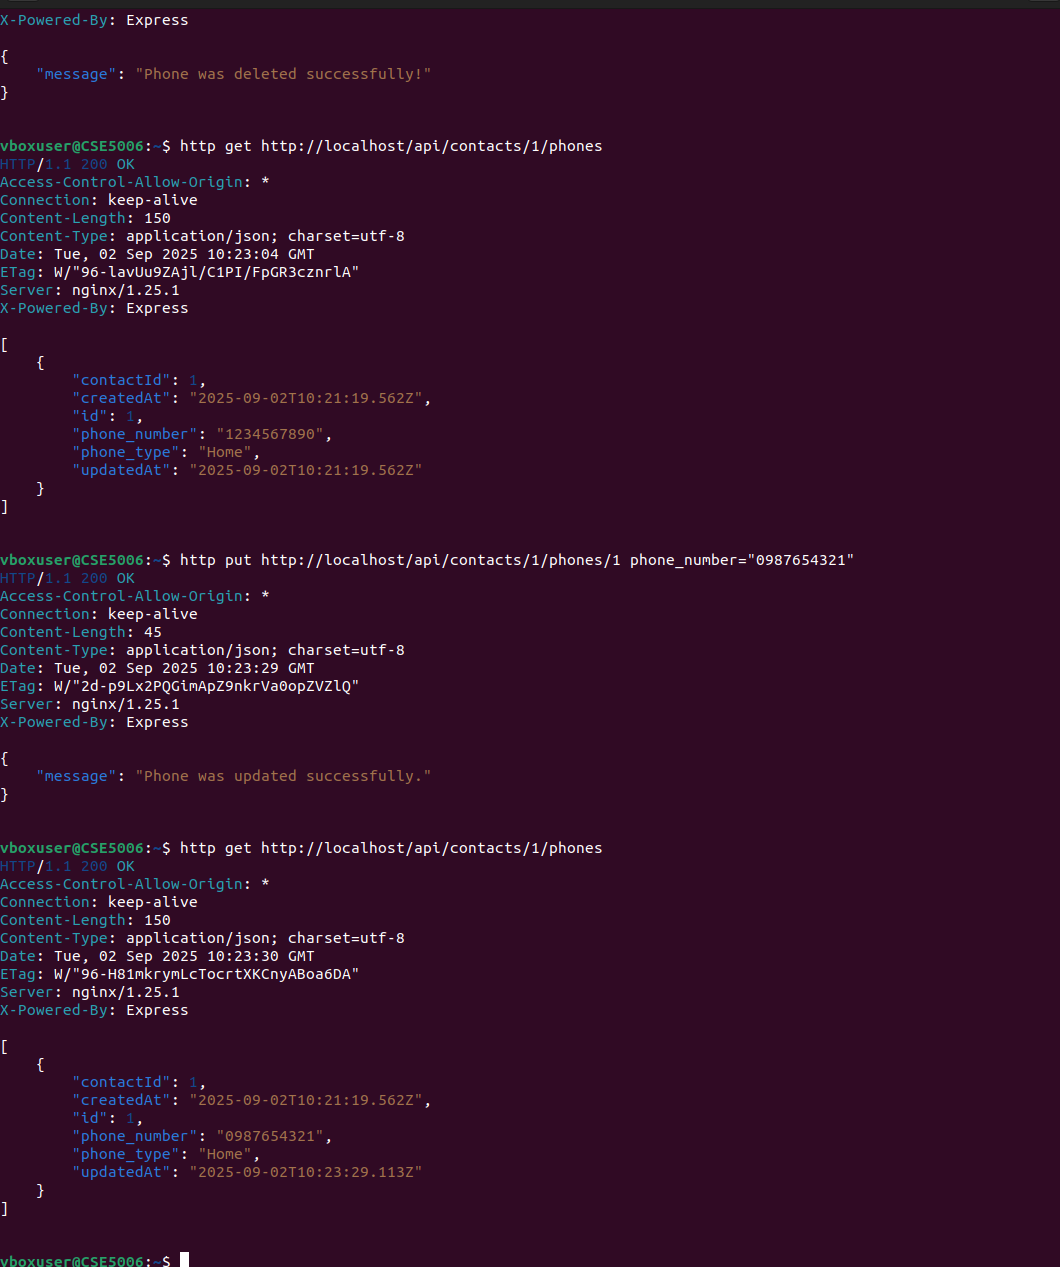 X-Powered-By: Express
{
"message": "Phone was deleted successfully!"
}
vboxuser@CSE5006:~$ http get http://localhost/api/contacts/1/phones
HTTP/1.1 200 OK
Access-Control-Allow-Origin: *
Connection: keep-alive
Content-Length: 150
Content-Type: application/json; charset=utf-8
Date: Tue, 02 Sep 2025 10:23:04 GMT
ETag: W/"96-lavUu9ZAjl/C1PI/FpGR3cznrlA"
Server: nginx/1.25.1
X-Powered-By: Express
[
{
"contactId": 1,
"createdAt": "2025-09-02T10:21:19.562Z",
"id": 1,
"phone_number": "1234567890",
"phone_type": "Home",
"updatedAt": "2025-09-02T10:21:19.562Z"
}
]
vboxuser@CSE5006:~$ http put http://localhost/api/contacts/1/phones/1 phone_number="0987654321"
HTTP/1.1 200 OK
Access-Control-Allow-Origin: *
Connection: keep-alive
Content-Length: 45
Content-Type: application/json; charset=utf-8
Date: Tue, 02 Sep 2025 10:23:29 GMT
ETag: W/"2d-p9Lx2PQGimApZ9nkrVa0opZVZlQ"
Server: nginx/1.25.1
X-Powered-By: Express
{
"message": "Phone was updated successfully."
}
vboxuser@CSE5006:~$ http get http://localhost/api/contacts/1/phones
HTTP/1.1 200 OK
Access-Control-Allow-Origin: *
Connection: keep-alive
Content-Length: 150
Content-Type: application/json; charset=utf-8
Date: Tue, 02 Sep 2025 10:23:30 GMT
ETag: W/"96-H81mkrymLcTocrtXKCnyABoa6DA"
Server: nginx/1.25.1
X-Powered-By: Express
[
{
"contactId": 1,
"createdAt": "2025-09-02T10:21:19.562Z",
"id": 1,
"phone_number": "0987654321",
"phone_type": "Home",
"updatedAt": "2025-09-02T10:23:29.113Z"
}
]
vboxuser@CSE5006:~$